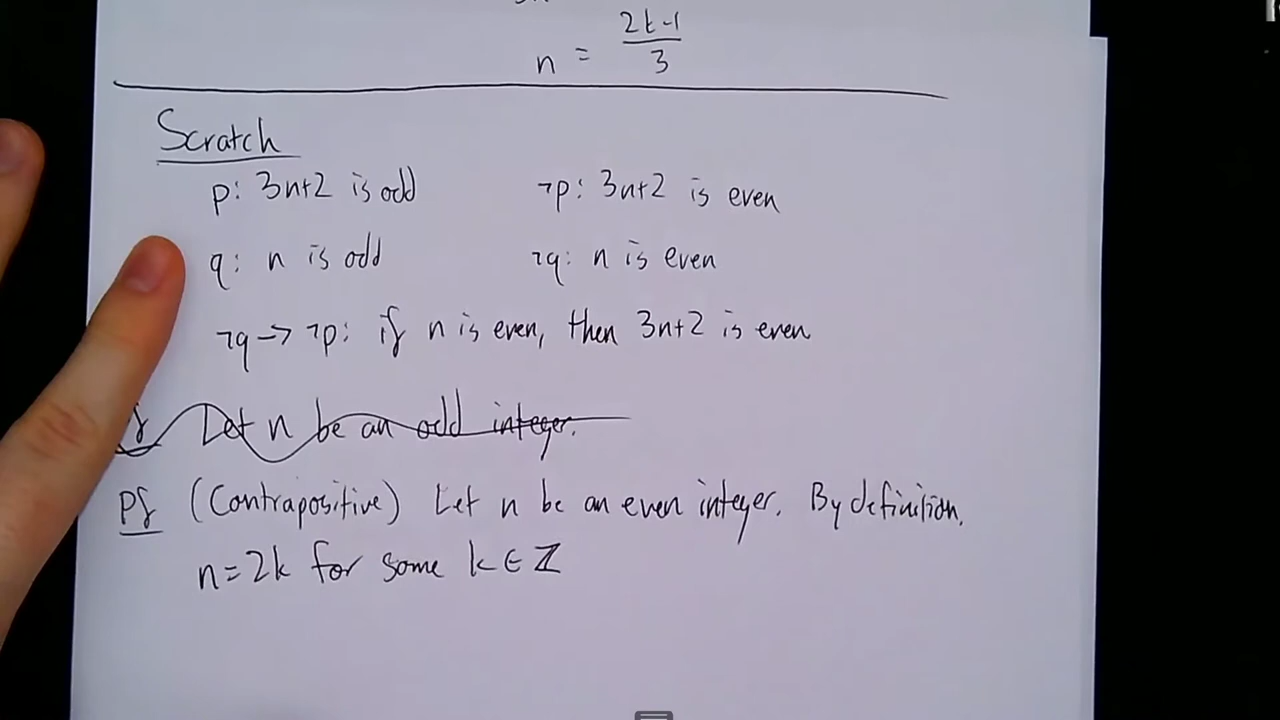 n = 2k-1/3
Scratch
p: 3n+2 is odd ¬p: 3n+2 is even
q: n is odd ¬q: n is even
¬q → ¬p: if n is even, then 3n+2 is even
Let n be an odd integer.
Pf (Contrapositive) Let n be an even integer. By definition,
n=2k for some k ∈ ℤ